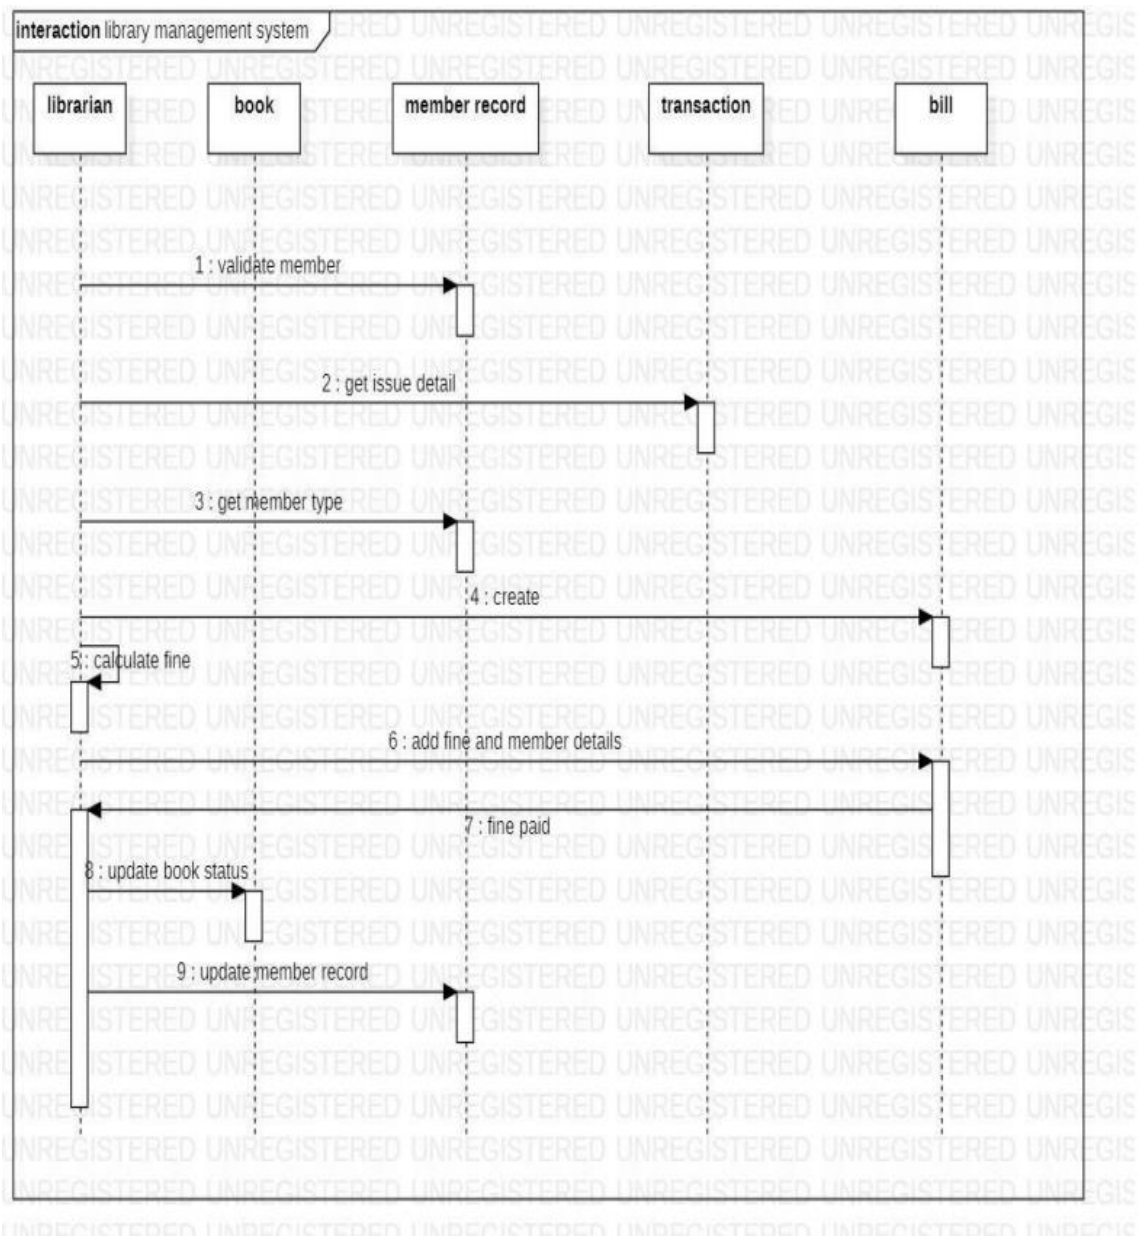 interaction library management system
librarian
book
member record
transaction
bill
1 : validate member
2 : get issue detail
3 : get member type
4 : create
5 : calculate fine
6 : add fine and member details
7 : fine paid
8 : update book status
9 : update member record
UNREGISTERED